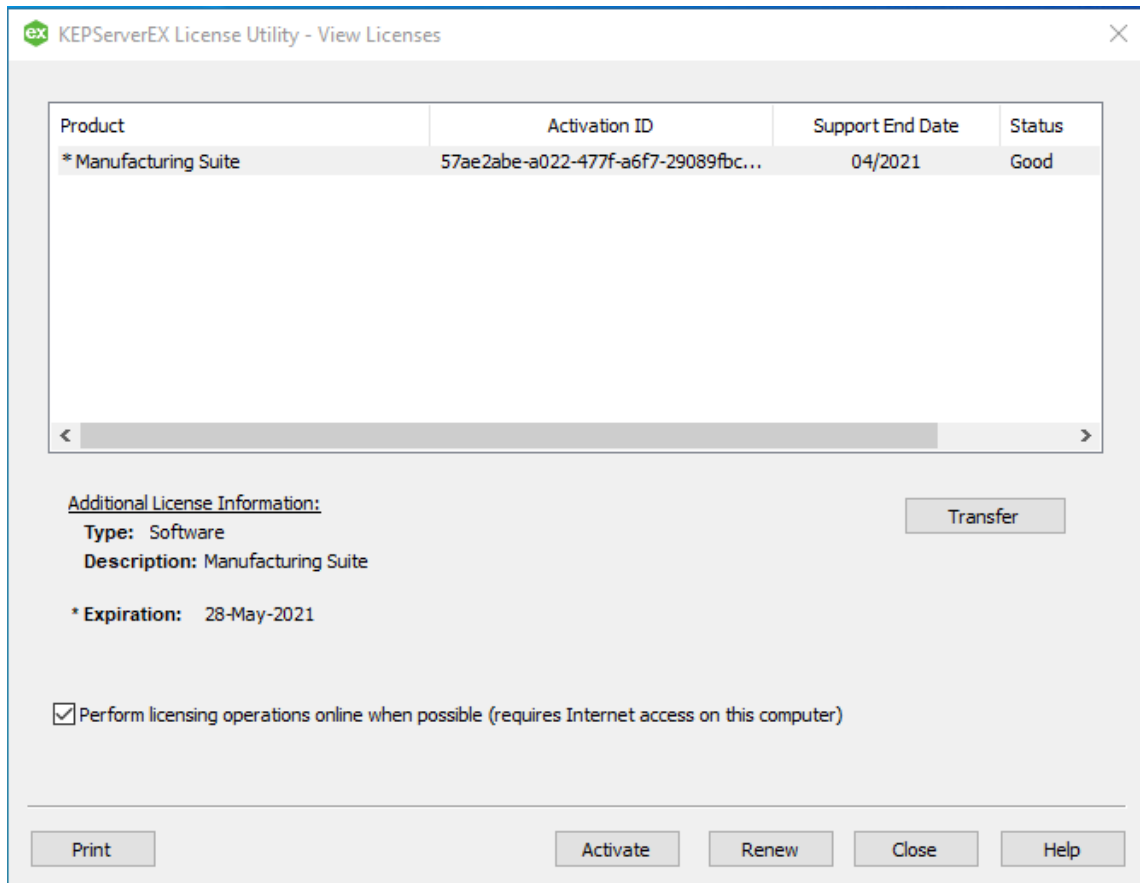 ex KEPServerEX License Utility - View Licenses
Product Activation ID Support End Date Status
* Manufacturing Suite 57ae2abe-a022-477f-a6f7-29089fbc... 04/2021 Good
Additional License Information:
Transfer
Type: Software
Description: Manufacturing Suite
* Expiration: 28-May-2021
Perform licensing operations online when possible (requires Internet access on this computer)
Print Activate Renew Close Help